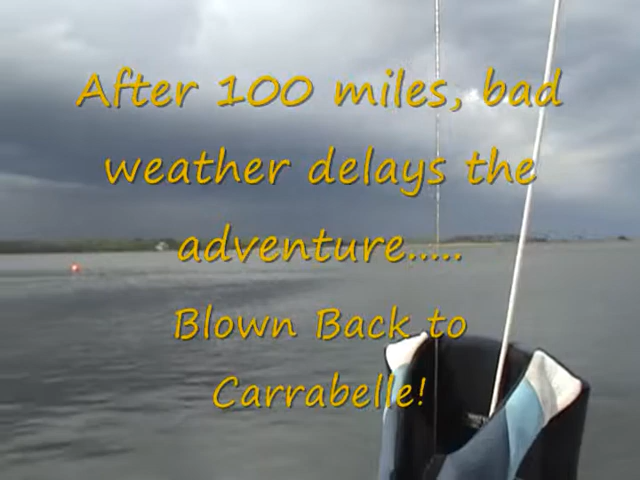 After 100 miles, bad
weather delays the
adventure.....
Blown Back to
Carrabelle!